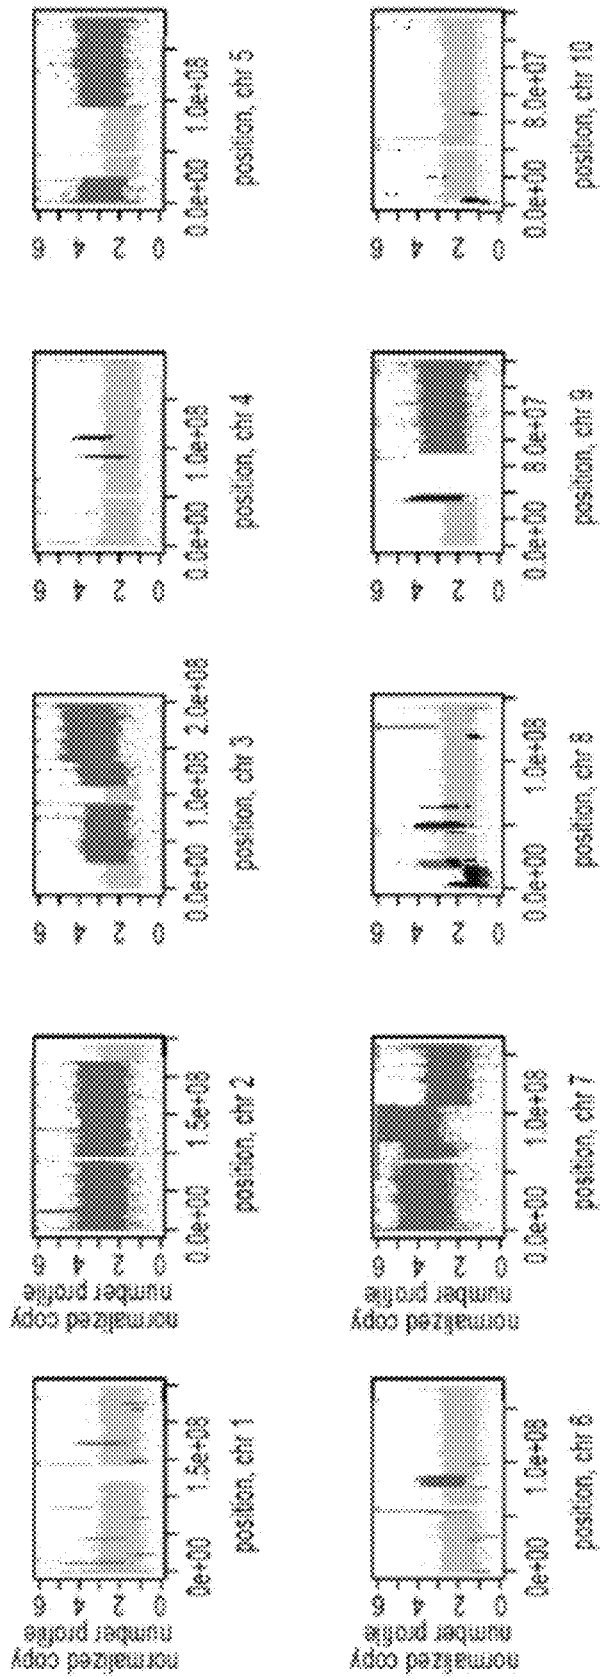 normalized copy
number profile
6
4
2
0
0e+00 1.5e+08
position, chr 1
normalized copy
number profile
6
4
2
0
0.0e+00 1.5e+08
position, chr 2
6
4
2
0
0.0e+00 1.0e+08 2.0e+08
position, chr 3
6
4
2
0
0.0e+00 1.0e+08
position, chr 4
6
4
2
0
0.0e+00 1.0e+08
position, chr 5
normalized copy
number profile
6
4
2
0
0e+00 1.0e+08
position, chr 6
normalized copy
number profile
6
4
2
0
0.0e+00 1.0e+08
position, chr 7
6
4
2
0
0.0e+00 1.0e+08
position, chr 8
6
4
2
0
0.0e+00 8.0e+07
position, chr 9
6
4
2
0
0.0e+00 8.0e+07
position, chr 10